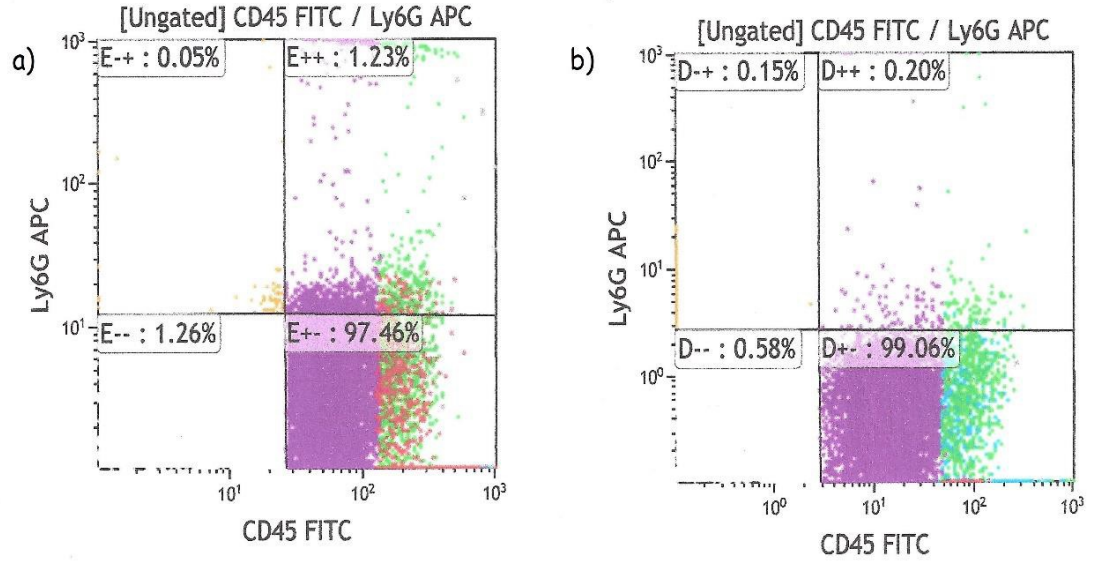 [Ungated] CD45 FITC / Ly6G APC
a)
10³
E-+ : 0.05%
E++ : 1.23%
10²
Ly6G APC
10¹
E-- : 1.26%
E+- : 97.46%
10¹
10²
10³
CD45 FITC
[Ungated] CD45 FITC / Ly6G APC
b)
10³
D-+ : 0.15%
D++ : 0.20%
10²
Ly6G APC
10¹
D-- : 0.58%
D+- : 99.06%
10⁰
10⁰
10¹
10²
10³
CD45 FITC